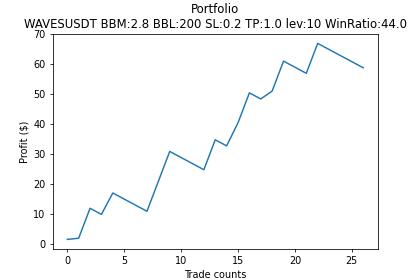 Portfolio
WAVESUSDT BBM:2.8 BBL:200 SL:0.2 TP:1.0 lev:10 WinRatio:44.0
70
60
50
40
30
20
10
0
Profit ($)
0 5 10 15 20 25
Trade counts